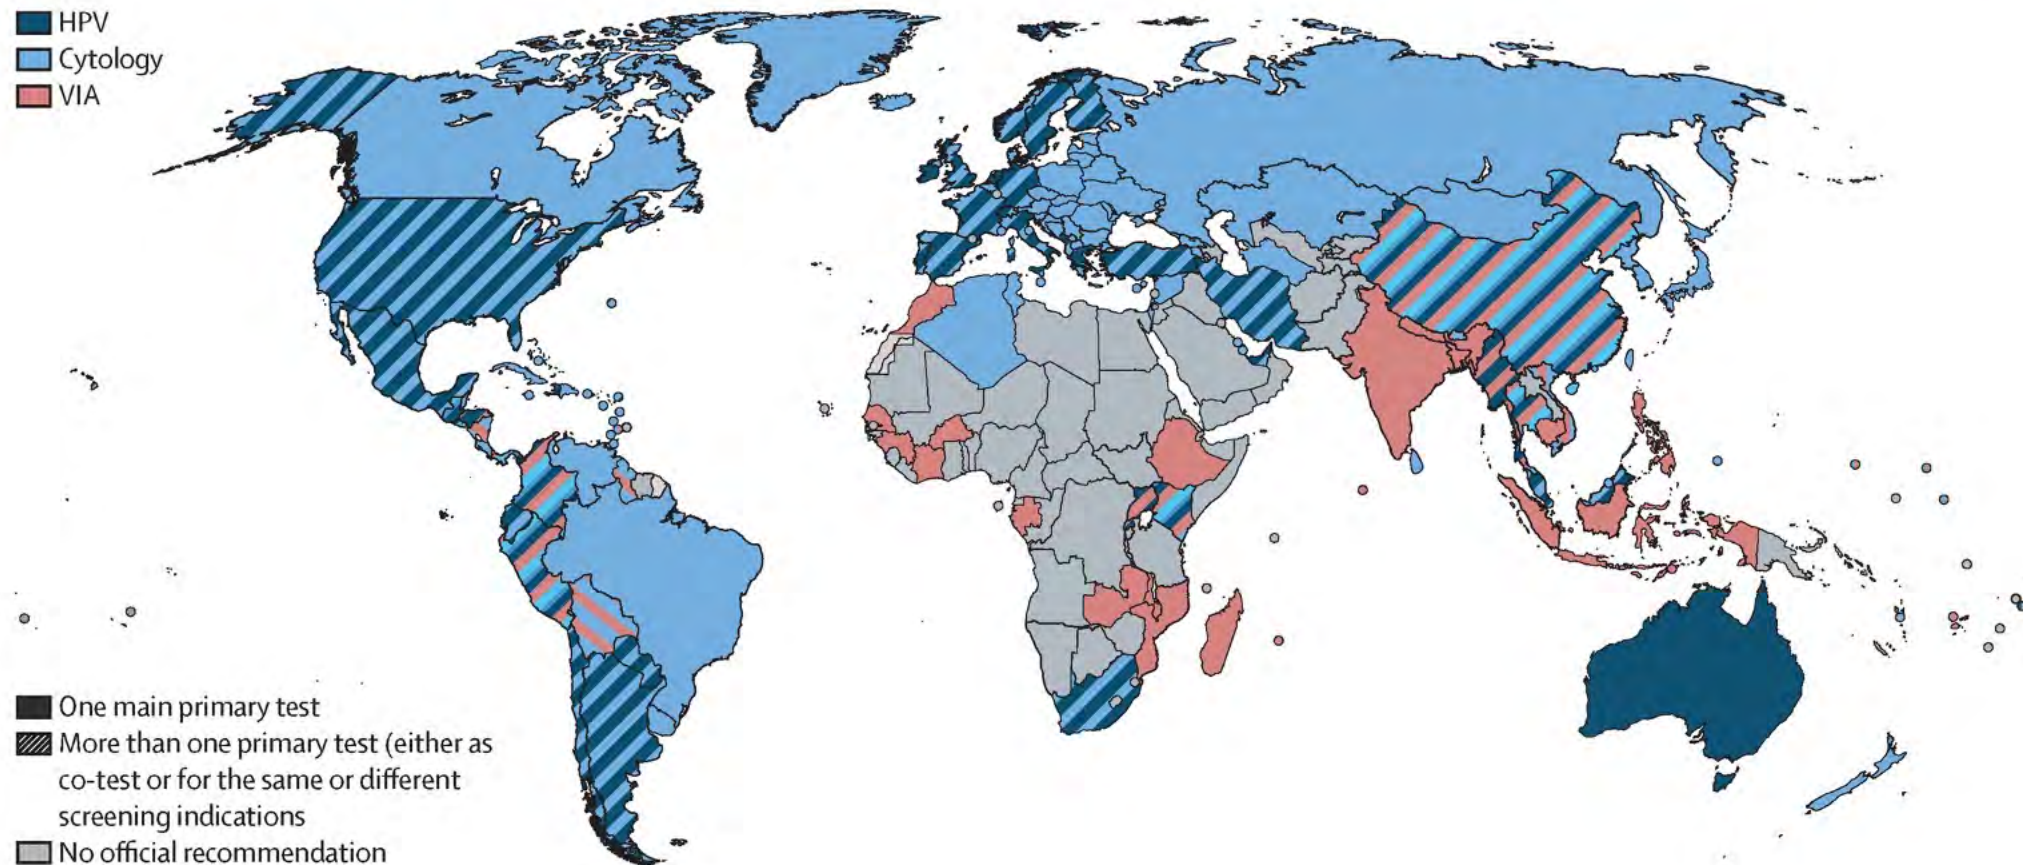 HPV
Cytology
VIA
One main primary test
More than one primary test (either as
co-test or for the same or different
screening indications
No official recommendation